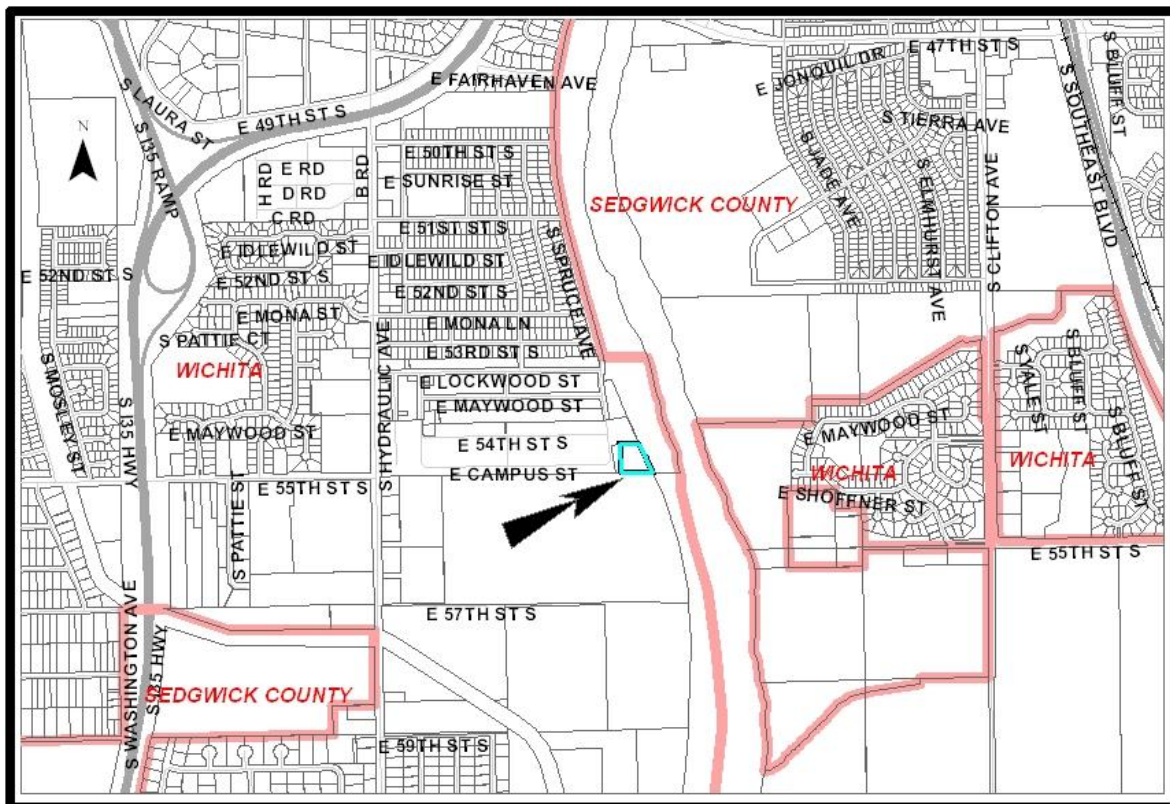 E FAIRHAVEN AVE
E JONQUIL DR
E 47TH ST S
S BLUFF ST
S SOUTHEAST BLVD
S LAURA ST
E 49TH ST S
S I35 RAMP
N
S TIERRA AVE
E 50TH ST S
E RD
H RD
B RD
D RD
E SUNRISE ST
C RD
S JADE AVE
S ELMHURST AVE
S CLIFTON AVE
SEDGWICK COUNTY
E 51ST ST S
E IDLEWILD ST
E IDLEWILD ST
S SPRUCE AVE
E 52ND ST S
E 52ND ST S
E 52ND ST S
E MONA ST
E MONA LN
S PATTIE CT
E 53RD ST S
WICHITA
S HYDRAULIC AVE
S MOSLEY ST
S I35 HWY
E LOCKWOOD ST
E MAYWOOD ST
E MAYWOOD ST
E MAYWOOD ST
S YALE ST
S BLUFF ST
S BLUFF ST
E 54TH ST S
E CAMPUS ST
WICHITA
WICHITA
E 55TH ST S
S PATTIE ST
E SHOFFNER ST
E 55TH ST S
E 57TH ST S
S WASHINGTON AVE
S I35 HWY
SEDGWICK COUNTY
E 59TH ST S